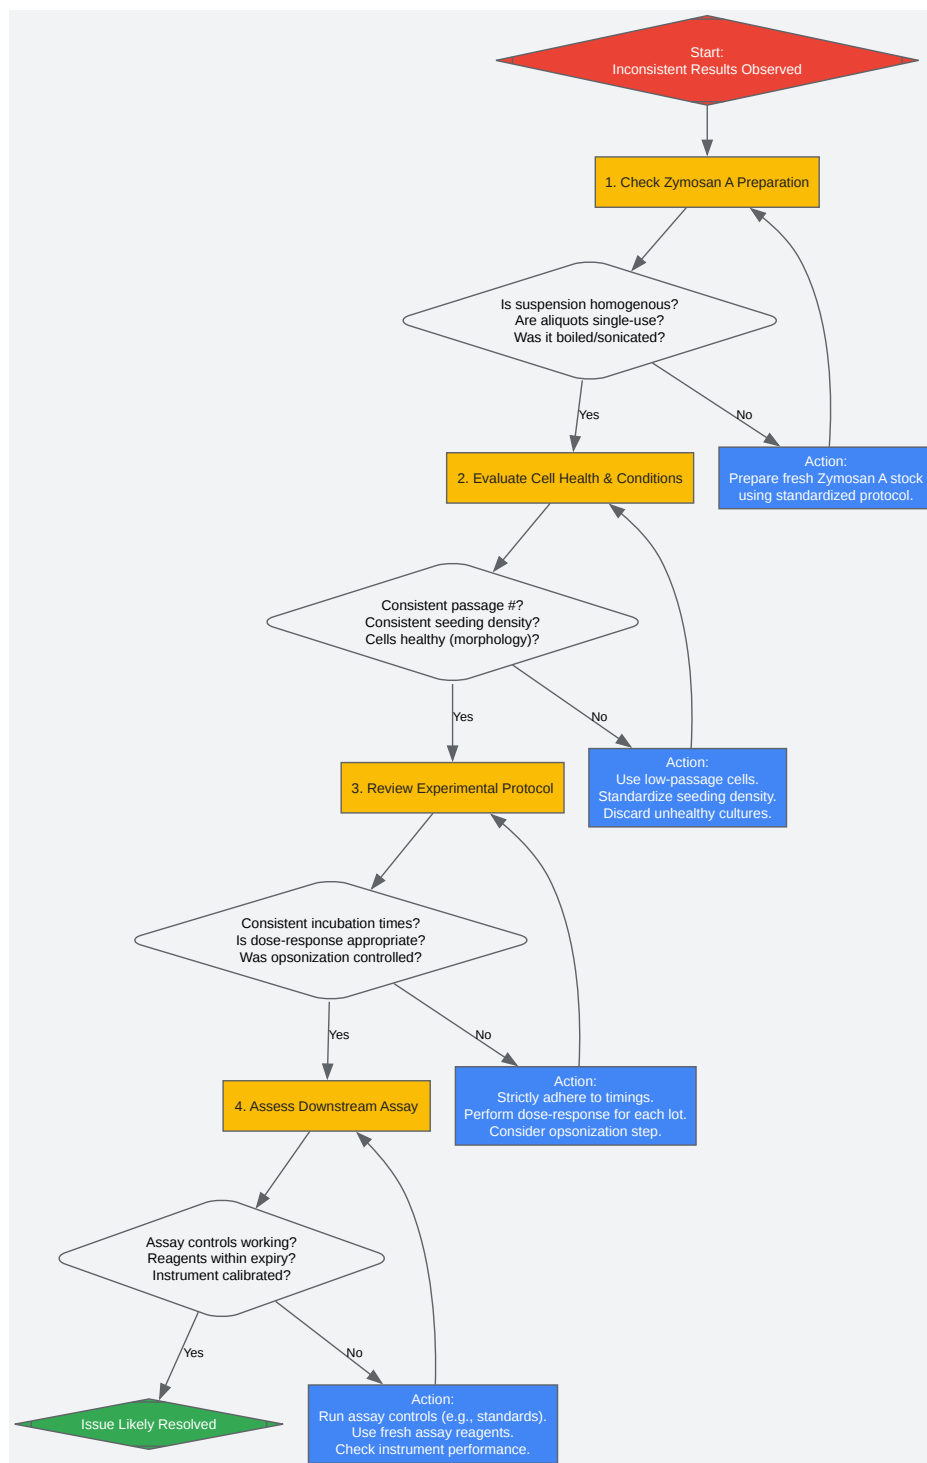 Start:
Inconsistent Results Observed
1. Check Zymosan A Preparation
Is suspension homogenous?
Are aliquots single-use?
Was it boiled/sonicated?
Yes
No
Action:
Prepare fresh Zymosan A stock
using standardized protocol.
2. Evaluate Cell Health & Conditions
Consistent passage #?
Consistent seeding density?
Cells healthy (morphology)?
Yes
No
Action:
Use low-passage cells.
Standardize seeding density.
Discard unhealthy cultures.
3. Review Experimental Protocol
Consistent incubation times?
Is dose-response appropriate?
Was opsonization controlled?
Yes
No
Action:
Strictly adhere to timings.
Perform dose-response for each lot.
Consider opsonization step.
4. Assess Downstream Assay
Assay controls working?
Reagents within expiry?
Instrument calibrated?
Yes
No
Action:
Run assay controls (e.g., standards).
Use fresh assay reagents.
Check instrument performance.
Issue Likely Resolved